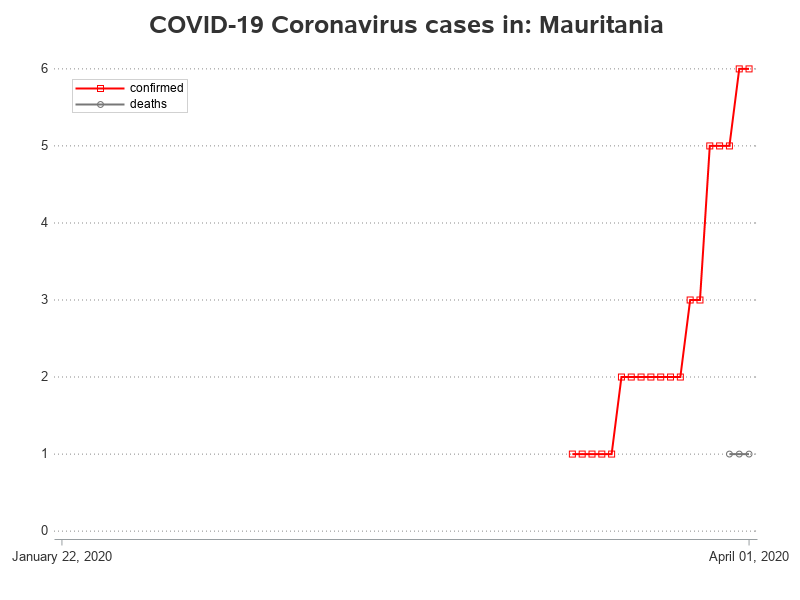 COVID-19 Coronavirus cases in: Mauritania
6
confirmed
deaths
5
4
3
2
1
0
January 22, 2020
April 01, 2020